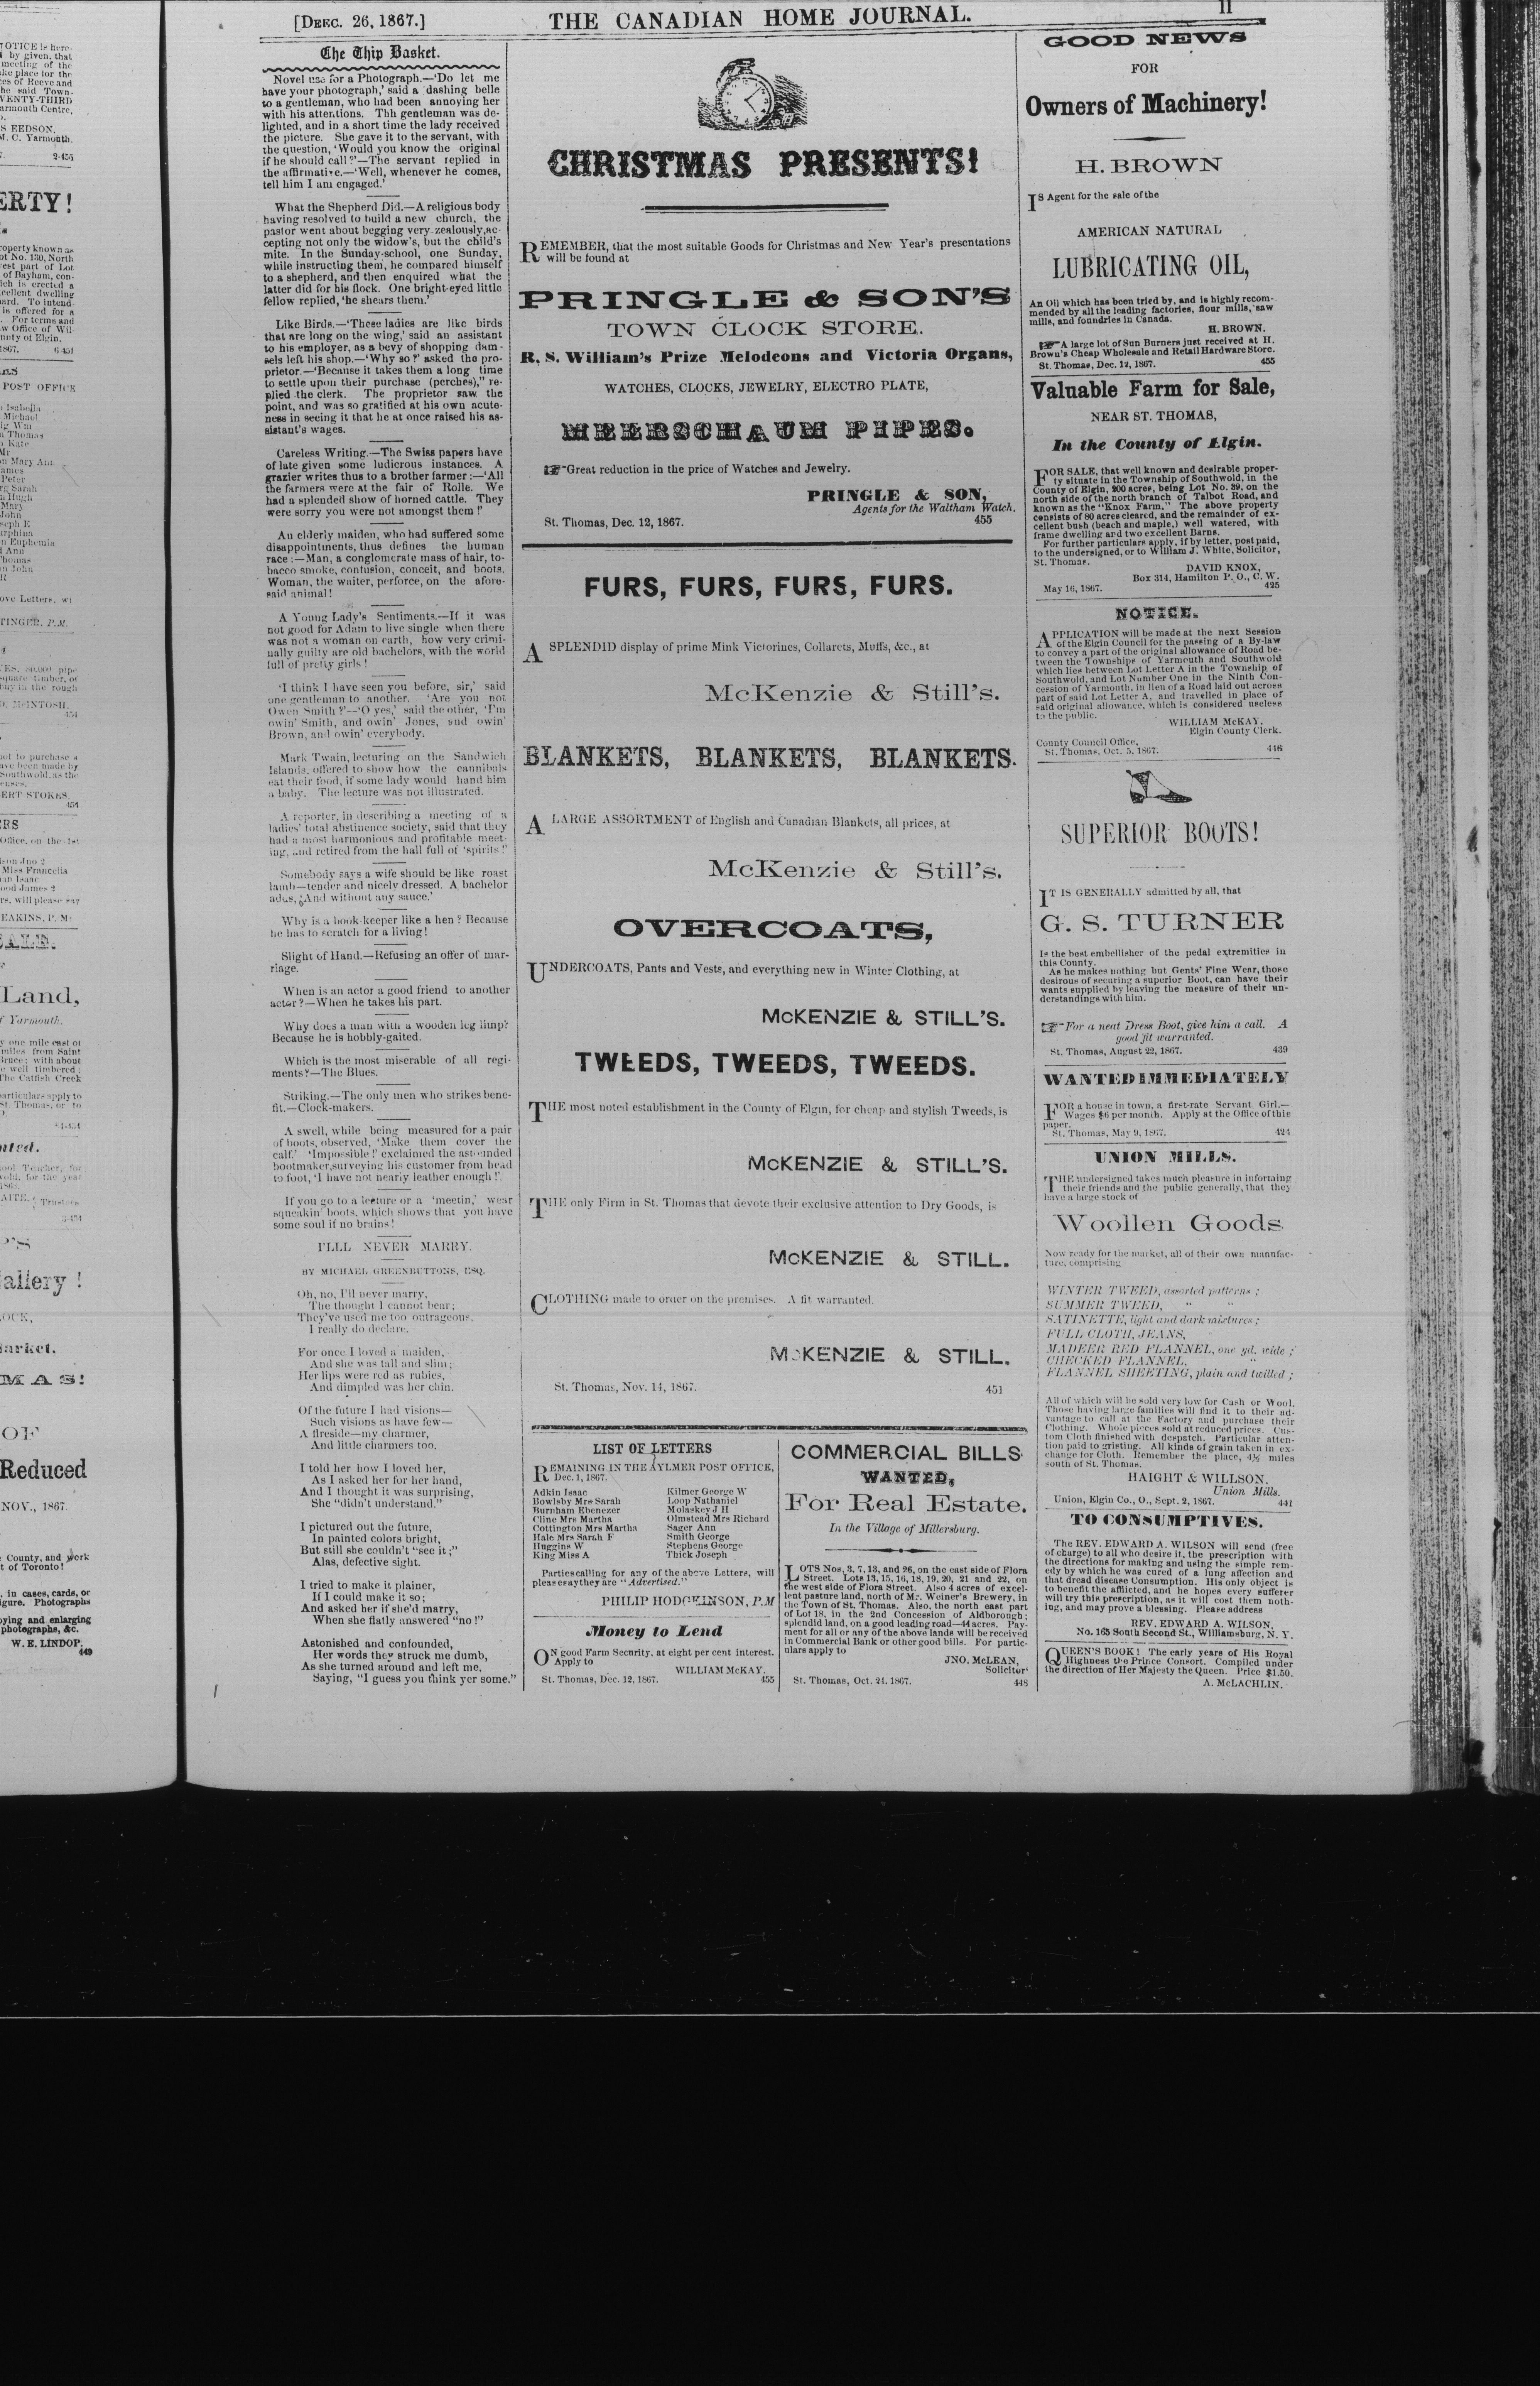 [DEEC. 26, 1867.]
THE CANADIAN HOME JOURNAL.
11
The Chip Basket.
Novel use for a Photograph.—'Do let me
have your photograph,' said a dashing belle
to a gentleman, who had been annoying her
with his attentions. Thh gentleman was de-
lighted, and in a short time the lady received
the picture. She gave it to the servant, with
the question, 'Would you know the original
if he should call?'—The servant replied in
the affirmative.—'Well, whenever he comes,
tell him I am engaged.'
What the Shepherd Did.—A religious body
having resolved to build a new church, the
pastor went about begging very zealously,ac-
cepting not only the widow's, but the child's
mite. In the Sunday-school, one Sunday,
while instructing them, he compared himself
to a shepherd, and then enquired what the
latter did for his flock. One bright-eyed little
fellow replied, 'he shears them.'
Like Birds.—'These ladies are like birds
that are long on the wing,' said an assistant
to his employer, as a bevy of shopping dam-
sels left his shop.—'Why so?' asked the pro-
prietor.—'Because it takes them a long time
to settle upon their purchase (perches)," re-
plied the clerk. The proprietor saw the
point, and was so gratified at his own acute-
ness in seeing it that he at once raised his as-
sistant's wages.
Careless Writing.—The Swiss papers have
of late given some ludicrous instances. A
grazier writes thus to a brother farmer:—'All
the farmers were at the fair of Rolle. We
had a splended show of horned cattle. They
were sorry you were not amongst them!'
An elderly maiden, who had suffered some
disappointments, thus defines the human
race:—Man, a conglomerate mass of hair, to-
bacco smoke, confusion, conceit, and boots.
Woman, the waiter, perforce, on the afore-
said animal!
A Young Lady's Sentiments.—If it was
not good for Adam to live single when there
was not a woman on earth, how very crimi-
nally guilty are old bachelors, with the world
full of pretty girls!
'I think I have seen you before, sir,' said
one gentleman to another. 'Are you not
Owen Smith?'—'O yes,' said the other, 'I'm
owin' Smith, and owin' Jones, and owin'
Brown, and owin' everybody.
Mark Twain, lecturing on the Sandwich
Islands, offered to show how the cannibals
eat their food, if some lady would hand him
a baby. The lecture was not illustrated.
A reporter, in describing a meeting of a
ladies' total abstinence society, said that they
had a most harmonious and profitable meet-
ing, and retired from the hall full of 'spirits!'
Somebody says a wife should be like roast
lamb—tender and nicely dressed. A bachelor
adds, 'And without any sauce.'
Why is a book-keeper like a hen? Because
he has to scratch for a living!
Slight of Hand.—Refusing an offer of mar-
riage.
When is an actor a good friend to another
actor?—When he takes his part.
Why does a man with a wooden leg limp?
Because he is hobbly-gaited.
Which is the most miserable of all regi-
ments?—The Blues.
Striking.—The only men who strikes bene-
fit.—Clock-makers.
A swell, while being measured for a pair
of boots, observed, 'Make them cover the
calf.' 'Impossible!' exclaimed the astounded
bootmaker,surveying his customer from head
to foot, 'I have not nearly leather enough!'
If you go to a lecture or a 'meetin,' wear
squeakin' boots, which shows that you have
some soul if no brains!
I'LLL NEVER MARRY.
BY MICHAEL GREENBUTTONS, ESQ.
Oh, no, I'll never marry,
The thought I cannot bear;
They've used me too outrageous,
I really do declare.
For once I loved a maiden,
And she was tall and slim;
Her lips were red as rubies,
And dimpled was her chin.
Of the future I had visions—
Such visions as have few—
A fireside—my charmer,
And little charmers too.
I told her how I loved her,
As I asked her for her hand,
And I thought it was surprising,
She "didn't understand."
I pictured out the future,
In painted colors bright,
But still she couldn't "see it;"
Alas, defective sight.
I tried to make it plainer,
If I could make it so;
And asked her if she'd marry,
When she flatly answered "no!"
Astonished and confounded,
Her words they struck me dumb,
As she turned around and left me,
Saying, "I guess you think yer some."
CHRISTMAS PRESENTS!
REMEMBER, that the most suitable Goods for Christmas and New Year's presentations
will be found at
PRINGLE & SON'S
TOWN CLOCK STORE.
R. S. William's Prize Melodeons and Victoria Organs,
WATCHES, CLOCKS, JEWELRY, ELECTRO PLATE,
MEERSCHAUM PIPES.
☞Great reduction in the price of Watches and Jewelry.
PRINGLE & SON,
Agents for the Waltham Watch.
St. Thomas, Dec. 12, 1867. 455
FURS, FURS, FURS, FURS.
A SPLENDID display of prime Mink Victorines, Collarets, Muffs, &c., at
McKenzie & Still's.
BLANKETS, BLANKETS, BLANKETS.
A LARGE ASSORTMENT of English and Canadian Blankets, all prices, at
McKenzie & Still's.
OVERCOATS,
UNDERCOATS, Pants and Vests, and everything new in Winter Clothing, at
McKENZIE & STILL'S.
TWEEDS, TWEEDS, TWEEDS.
THE most noted establishment in the County of Elgin, for cheap and stylish Tweeds, is
McKENZIE & STILL'S.
THE only Firm in St. Thomas that devote their exclusive attention to Dry Goods, is
McKENZIE & STILL.
CLOTHING made to order on the premises. A fit warranted.
McKENZIE & STILL.
St. Thomas, Nov. 14, 1867. 451
LIST OF LETTERS
REMAINING IN THE AYLMER POST OFFICE,
Dec. 1, 1867.
Adkin Isaac
Bowlsby Mrs Sarah
Burnham Ebenezer
Cline Mrs Martha
Cottington Mrs Martha
Hale Mrs Sarah F
Huggins W
King Miss A
Kilmer George W
Loop Nathaniel
Molaskey J H
Olmstead Mrs Richard
Sager Ann
Smith George
Stephens George
Thick Joseph
Parties calling for any of the above Letters, will
please say they are "Advertised."
PHILIP HODGKINSON, P.M
Money to Lend
ON good Farm Security, at eight per cent interest.
Apply to
WILLIAM McKAY.
St. Thomas, Dec. 12, 1867. 455
COMMERCIAL BILLS
WANTED,
For Real Estate.
In the Village of Millersburg.
LOTS Nos, 3, 7, 13, and 26, on the east side of Flora
Street. Lots 13, 15, 16, 18, 19, 20, 21 and 22, on
the west side of Flora Street. Also 4 acres of excel-
lent pasture land, north of Mr. Weiner's Brewery, in
the Town of St. Thomas. Also, the north east part
of Lot 18, in the 2nd Concession of Aldborough;
splendid land, on a good leading road—44 acres. Pay-
ment for all or any of the above lands will be received
in Commercial Bank or other good bills. For partic-
ulars apply to
JNO. McLEAN,
Solicitor
St. Thomas, Oct. 24, 1867. 448
GOOD NEWS
FOR
Owners of Machinery!
H. BROWN
IS Agent for the sale of the
AMERICAN NATURAL
LUBRICATING OIL,
An Oil which has been tried by, and is highly recom-
mended by all the leading factories, flour mills, saw
mills, and foundries in Canada.
H. BROWN.
☞A large lot of Sun Burners just received at H.
Brown's Cheap Wholesale and Retail Hardware Store.
St. Thomas, Dec. 12, 1867. 455
Valuable Farm for Sale,
NEAR ST. THOMAS,
In the County of Elgin.
FOR SALE, that well known and desirable proper-
ty situate in the Township of Southwold, in the
County of Elgin, 200 acres, being Lot No. 39, on the
north side of the north branch of Talbot Road, and
known as the "Knox Farm." The above property
consists of 80 acres cleared, and the remainder of ex-
cellent bush (beach and maple,) well watered, with
frame dwelling and two excellent Barns.
For further particulars apply, if by letter, post paid,
to the undersigned, or to William J. White, Solicitor,
St. Thomas.
DAVID KNOX,
Box 314, Hamilton P. O., C. W.
May 16, 1867. 425
NOTICE.
APPLICATION will be made at the next Session
of the Elgin Council for the passing of a By-law
to convey a part of the original allowance of Road be-
tween the Townships of Yarmouth and Southwold
which lies between Lot Letter A in the Township of
Southwold, and Lot Number One in the Ninth Con-
cession of Yarmouth, in lieu of a Road laid out across
part of said Lot Letter A, and travelled in place of
said original allowance, which is considered useless
to the public.
WILLIAM McKAY,
Elgin County Clerk.
County Council Office,
St. Thomas, Oct. 5, 1867. 446
SUPERIOR BOOTS!
IT IS GENERALLY admitted by all, that
G. S. TURNER
Is the best embellisher of the pedal extremities in
this County.
As he makes nothing but Gents' Fine Wear, those
desirous of securing a superior Boot, can have their
wants supplied by leaving the measure of their un-
derstandings with him.
☞For a neat Dress Boot, give him a call. A
good fit warranted.
St. Thomas, August 22, 1867. 439
WANTED IMMEDIATELY
FOR a house in town, a first-rate Servant Girl.—
Wages $6 per month. Apply at the Office of this
paper.
St. Thomas, May 9, 1867. 424
UNION MILLS.
THE undersigned takes much pleasure in informing
their friends and the public generally, that they
have a large stock of
Woollen Goods
Now ready for the market, all of their own manufac-
ture, comprising
WINTER TWEED, assorted patterns;
SUMMER TWEED, " "
SATINETTE, light and dark mixtures;
FULL CLOTH, JEANS,
MADEER RED FLANNEL, one yd. wide;
CHECKED FLANNEL, "
FLANNEL SHEETING, plain and twilled;
All of which will be sold very low for Cash or Wool.
Those having large families will find it to their ad-
vantage to call at the Factory and purchase their
Clothing. Whole pieces sold at reduced prices. Cus-
tom Cloth finished with despatch. Particular atten-
tion paid to gristing. All kinds of grain taken in ex-
change for Cloth. Remember the place, 4½ miles
south of St. Thomas.
HAIGHT & WILLSON.
Union Mills.
Union, Elgin Co., O., Sept. 2, 1867. 441
TO CONSUMPTIVES.
The REV. EDWARD A. WILSON will send (free
of charge) to all who desire it, the prescription with
the directions for making and using the simple rem-
edy by which he was cured of a lung affection and
that dread disease Consumption. His only object is
to benefit the afflicted, and he hopes every sufferer
will try this prescription, as it will cost them noth-
ing, and may prove a blessing. Please address
REV. EDWARD A. WILSON,
No. 165 South Second St., Williamsburg, N. Y.
QUEEN'S BOOK! The early years of His Royal
Highness the Prince Consort. Compiled under
the direction of Her Majesty the Queen. Price $1.50.
A. McLACHLIN.